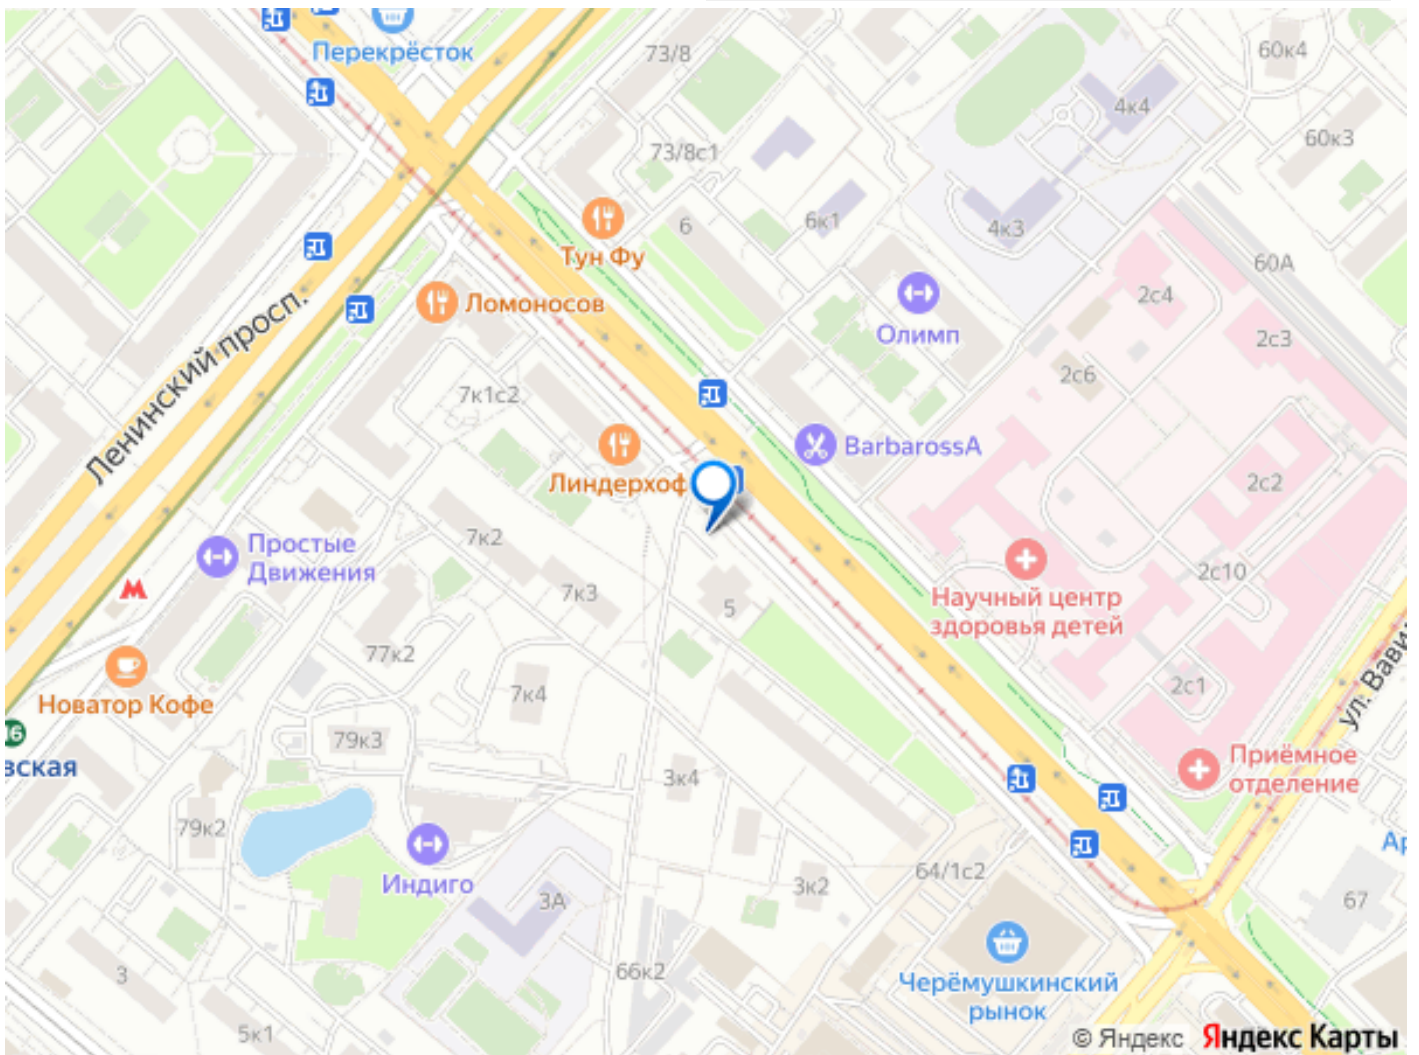 Перекрёсток
73/8
60к4
4к4
60к3
73/8с1
6к1
6
4к3
Тун Фу
60А
Ломоносов
2с4
Олимп
2с3
Ленинский просп.
2с6
7к1с2
BarbarossA
Линдерхоф
2с2
7к2
Простые
Движения
2с10
7к3
5
Научный центр
здоровья детей
77к2
ул. Вави
7к4
2с1
Новатор Кофе
16
79к3
вская
Приёмное
отделение
3к4
79к2
Ар
64/1с2
Индиго
3А
3к2
67
3
66к2
Черёмушкинский
рынок
5к1
© Яндекс Яндекс Карты